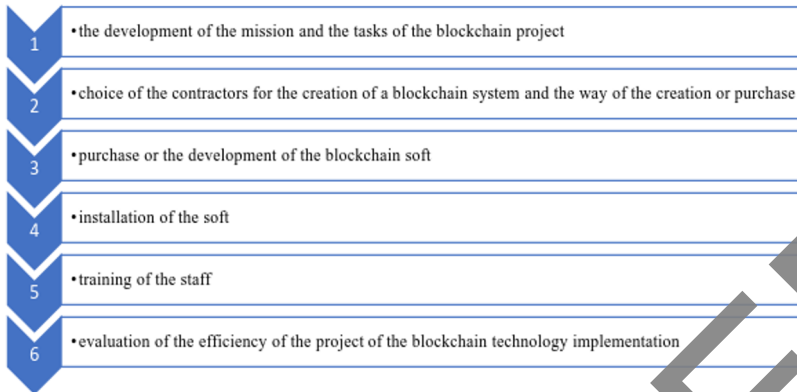 1
•the development of the mission and the tasks of the blockchain project
2
•choice of the contractors for the creation of a blockchain system and the way of the creation or purchase
3
•purchase or the development of the blockchain soft
4
•installation of the soft
5
•training of the staff
6
•evaluation of the efficiency of the project of the blockchain technology implementation